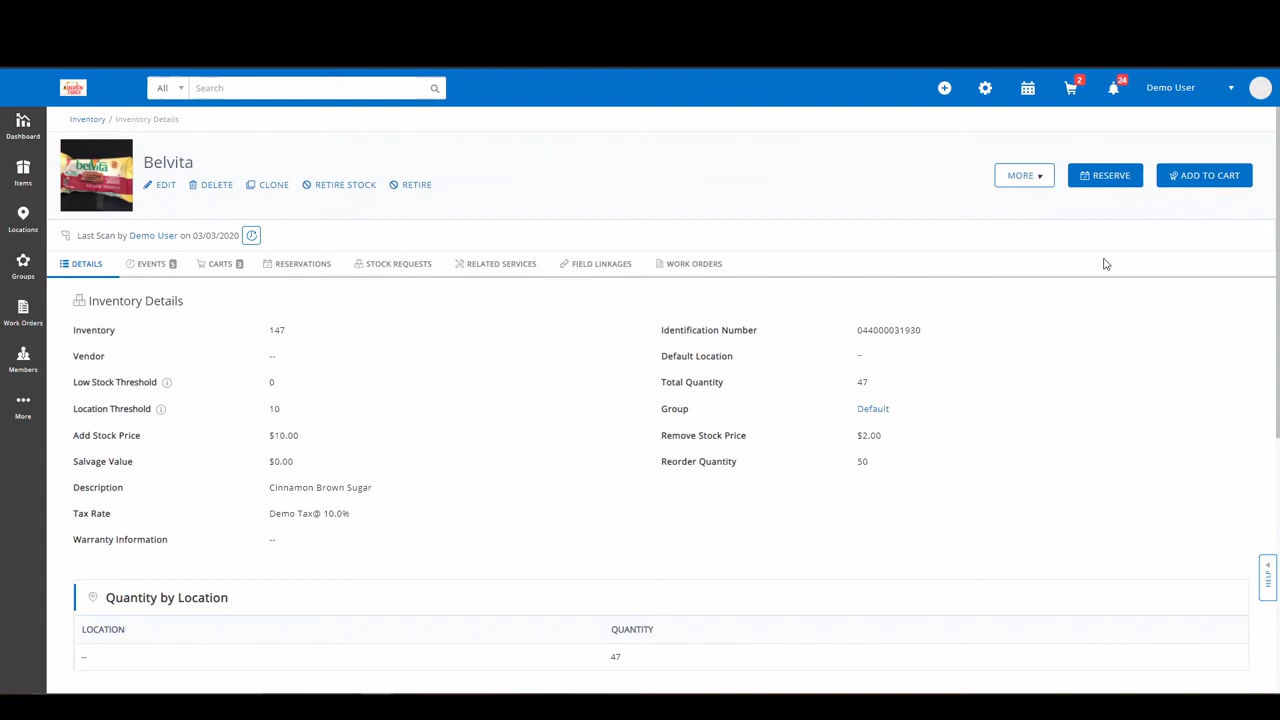 All Search 2 24 Demo User
Inventory / Inventory Details
Dashboard
Items
Locations
Groups
Work Orders
Members
More
belvita
Belvita
EDIT DELETE CLONE RETIRE STOCK RETIRE
MORE RESERVE ADD TO CART
Last Scan by Demo User on 03/03/2020
DETAILS EVENTS 5 CARTS 3 RESERVATIONS STOCK REQUESTS RELATED SERVICES FIELD LINKAGES WORK ORDERS
Inventory Details
Inventory 147 Identification Number 044000031930
Vendor -- Default Location --
Low Stock Threshold 0 Total Quantity 47
Location Threshold 10 Group Default
Add Stock Price $10.00 Remove Stock Price $2.00
Salvage Value $0.00 Reorder Quantity 50
Description Cinnamon Brown Sugar
Tax Rate Demo Tax@ 10.0%
Warranty Information --
HELP
Quantity by Location
LOCATION QUANTITY
-- 47